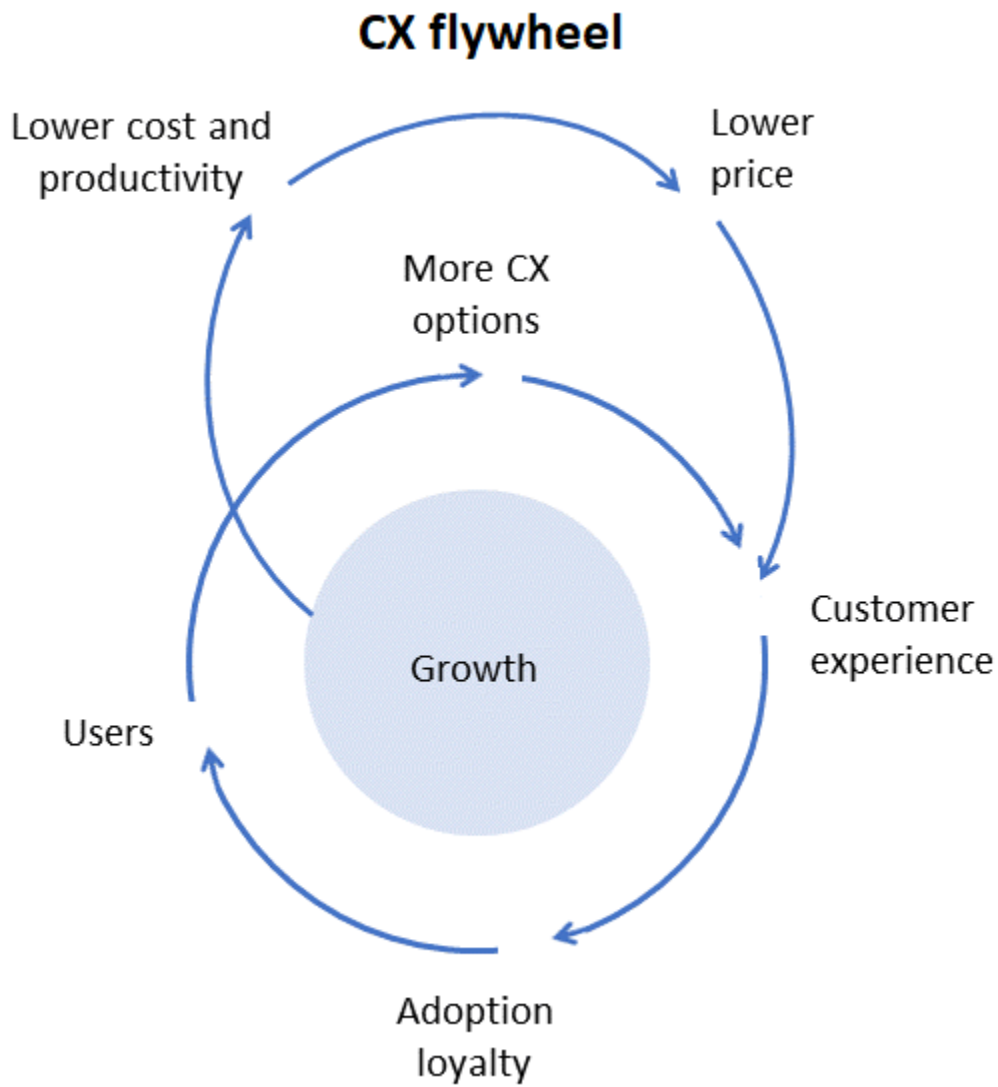 CX flywheel
Lower cost and
productivity
Lower
price
More CX
options
Customer
experience
Growth
Users
Adoption
loyalty